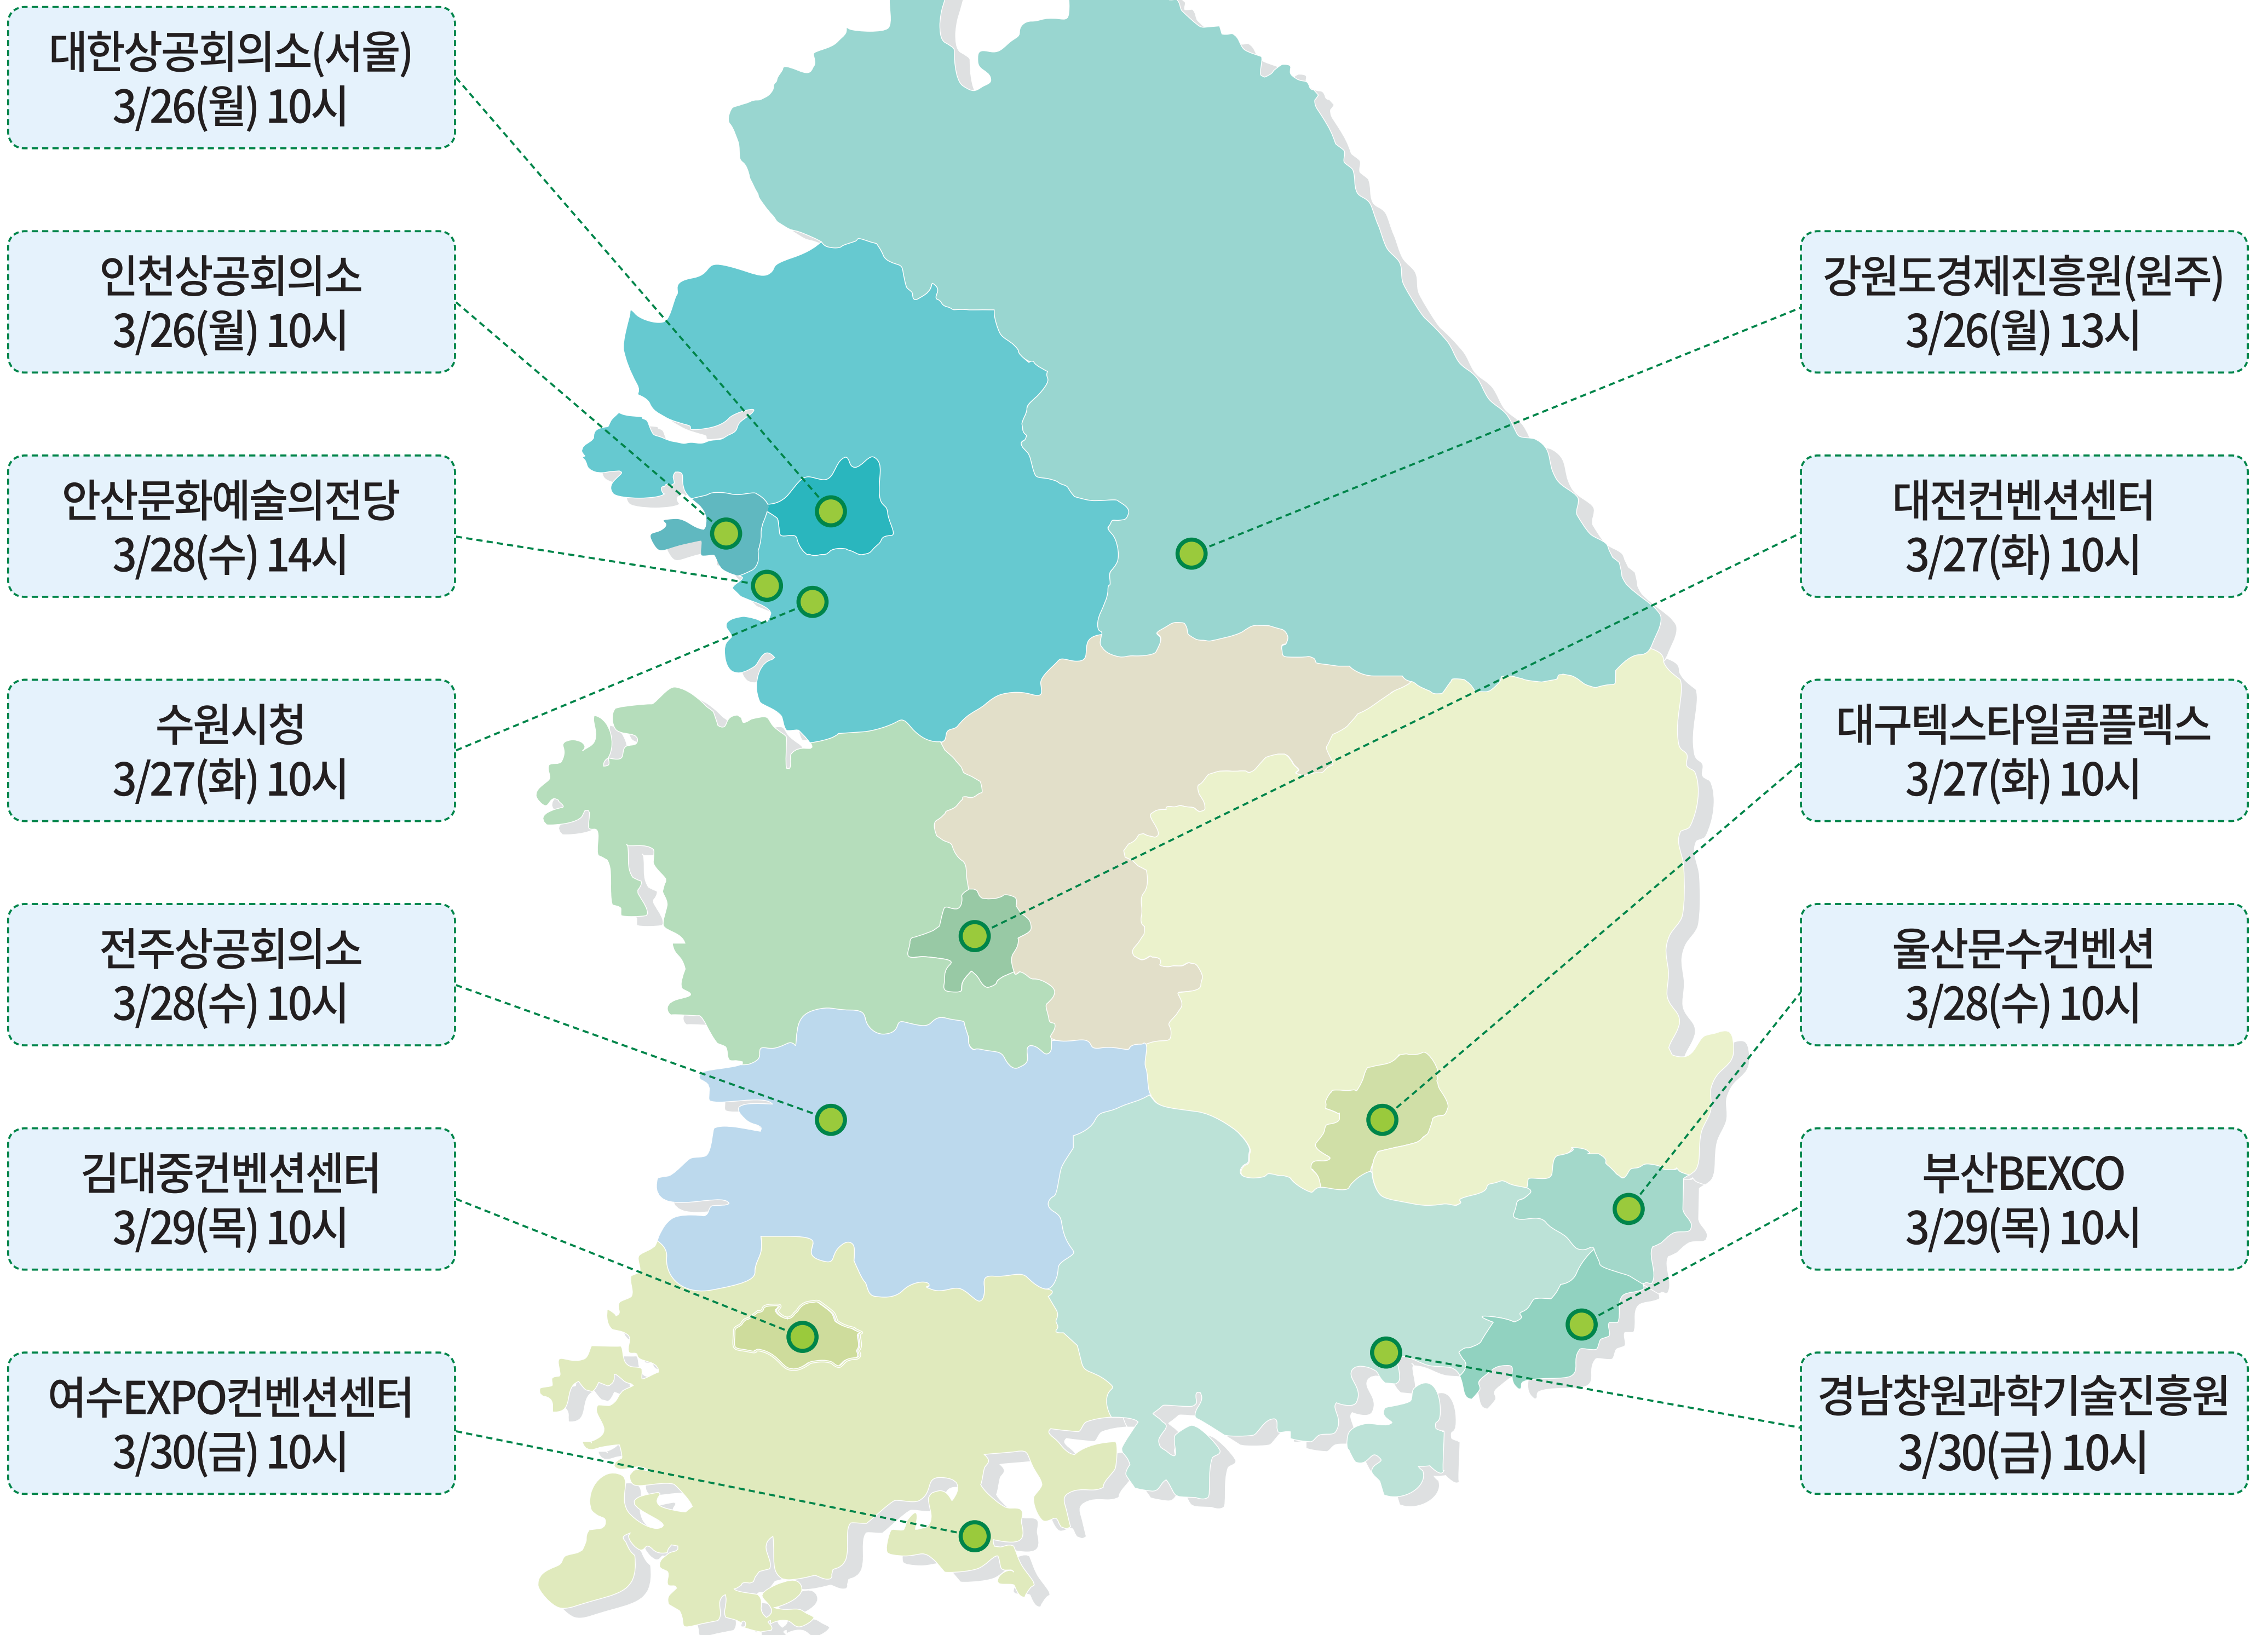 대한상공회의소(서울)
3/26(월) 10시
인천상공회의소
3/26(월) 10시
안산문화예술의전당
3/28(수) 14시
수원시청
3/27(화) 10시
전주상공회의소
3/28(수) 10시
김대중컨벤션센터
3/29(목) 10시
여수EXPO컨벤션센터
3/30(금) 10시
강원도경제진흥원(원주)
3/26(월) 13시
대전컨벤션센터
3/27(화) 10시
대구텍스타일콤플렉스
3/27(화) 10시
울산문수컨벤션
3/28(수) 10시
부산BEXCO
3/29(목) 10시
경남창원과학기술진흥원
3/30(금) 10시